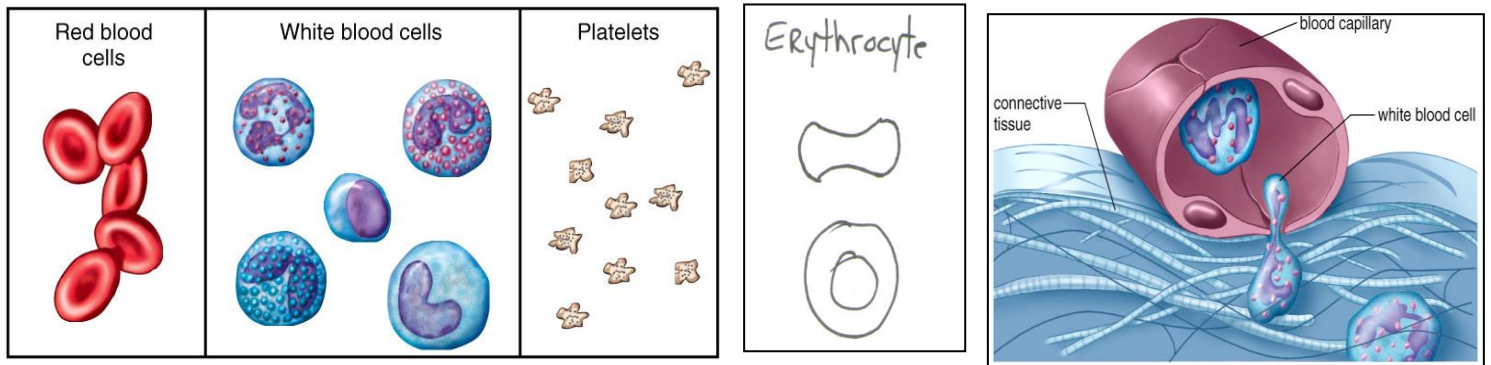 Red blood
cells
White blood cells
Platelets
Erythrocyte
blood capillary
connective
tissue
white blood cell